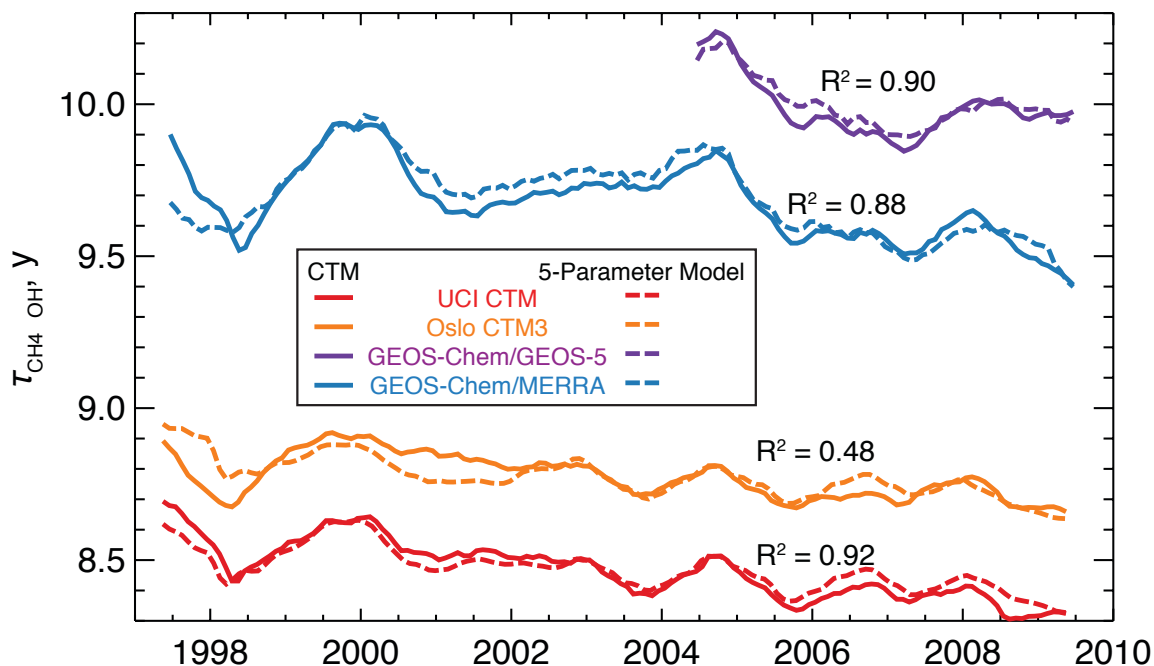 10.0
9.5
9.0
8.5
τCH4 OH, y
R² = 0.90
R² = 0.88
CTM 5-Parameter Model
UCI CTM
Oslo CTM3
GEOS-Chem/GEOS-5
GEOS-Chem/MERRA
R² = 0.48
R² = 0.92
1998 2000 2002 2004 2006 2008 2010